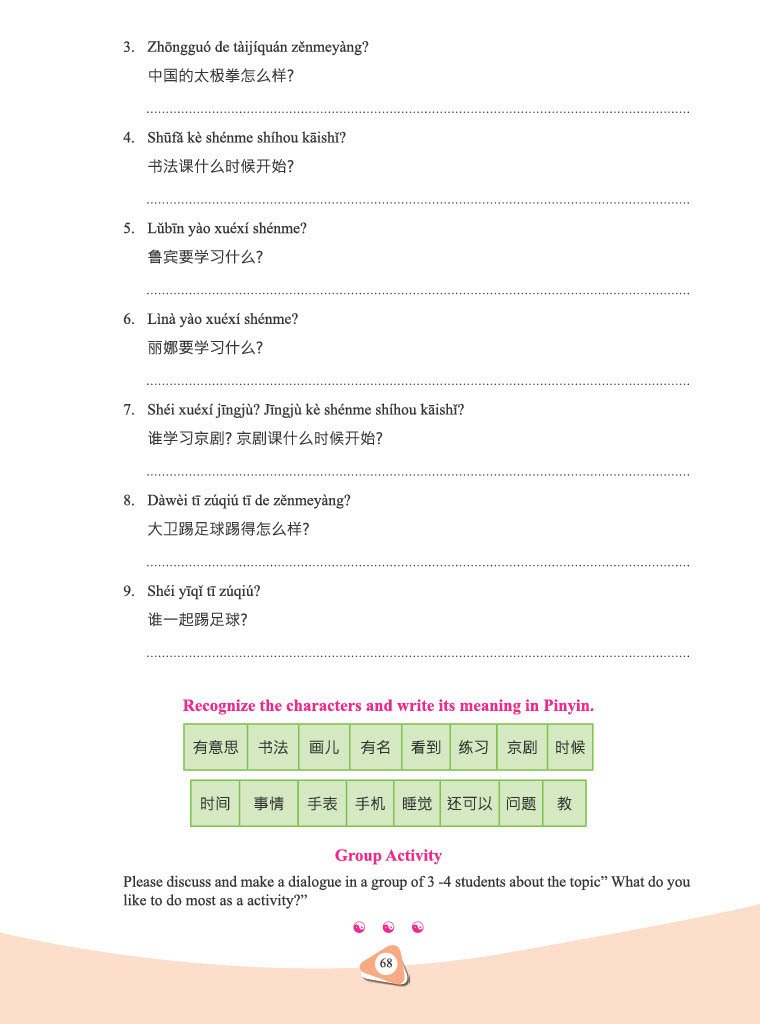 3. Zhōngguó de tàijíquán zěnmeyàng?
中国的太极拳怎么样?
4. Shūfǎ kè shénme shíhou kāishǐ?
书法课什么时候开始?
5. Lǔbīn yào xuéxí shénme?
鲁宾要学习什么?
6. Lìnà yào xuéxí shénme?
丽娜要学习什么?
7. Shéi xuéxí jīngjù? Jīngjù kè shénme shíhou kāishǐ?
谁学习京剧? 京剧课什么时候开始?
8. Dàwèi tī zúqiú tī de zěnmeyàng?
大卫踢足球踢得怎么样?
9. Shéi yīqǐ tī zúqiú?
谁一起踢足球?
Recognize the characters and write its meaning in Pinyin.
有意思 书法 画儿 有名 看到 练习 京剧 时候
时间 事情 手表 手机 睡觉 还可以 问题 教
Group Activity
Please discuss and make a dialogue in a group of 3 -4 students about the topic” What do you
like to do most as a activity?”
68